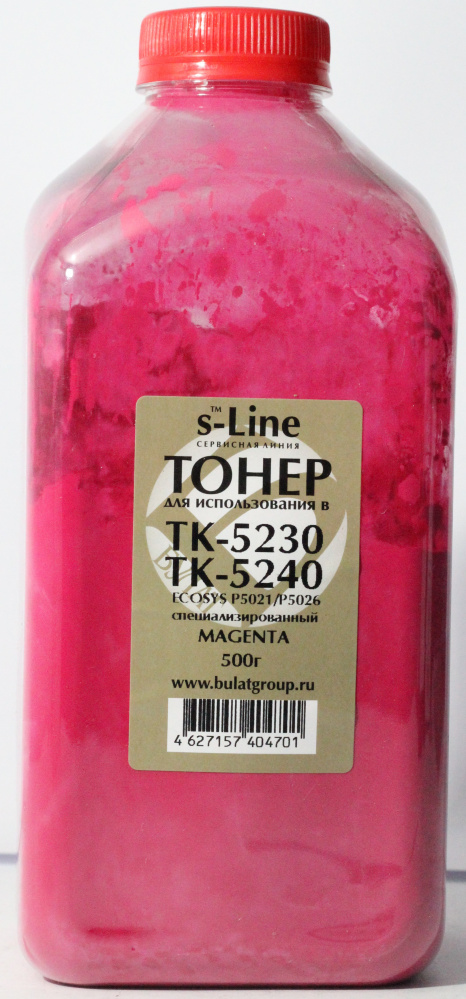 s-Line™
СЕРВИСНАЯ ЛИНИЯ
ТОНЕР
для использования в
TK-5230
TK-5240
ECOSYS P5021/P5026
специализированный
MAGENTA
500г
www.bulatgroup.ru
4 627157 404701